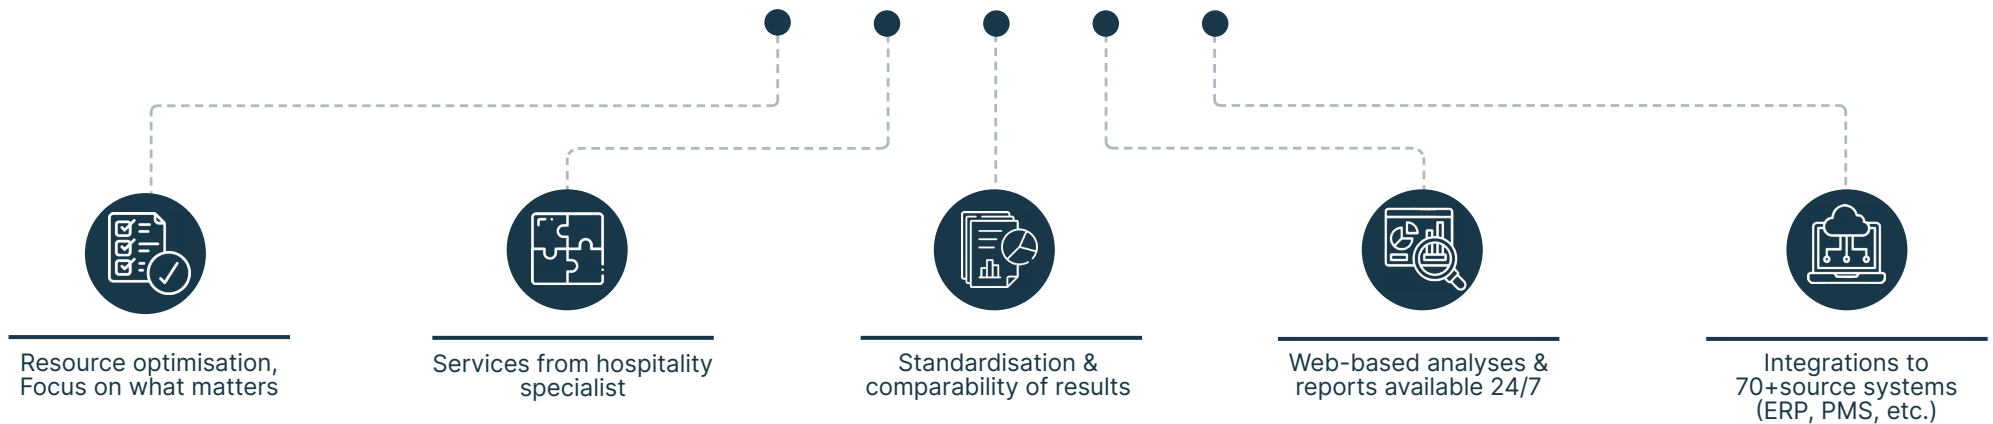 Resource optimisation,
Focus on what matters
Services from hospitality
specialist
Standardisation &
comparability of results
Web-based analyses &
reports available 24/7
Integrations to
70+source systems
(ERP, PMS, etc.)